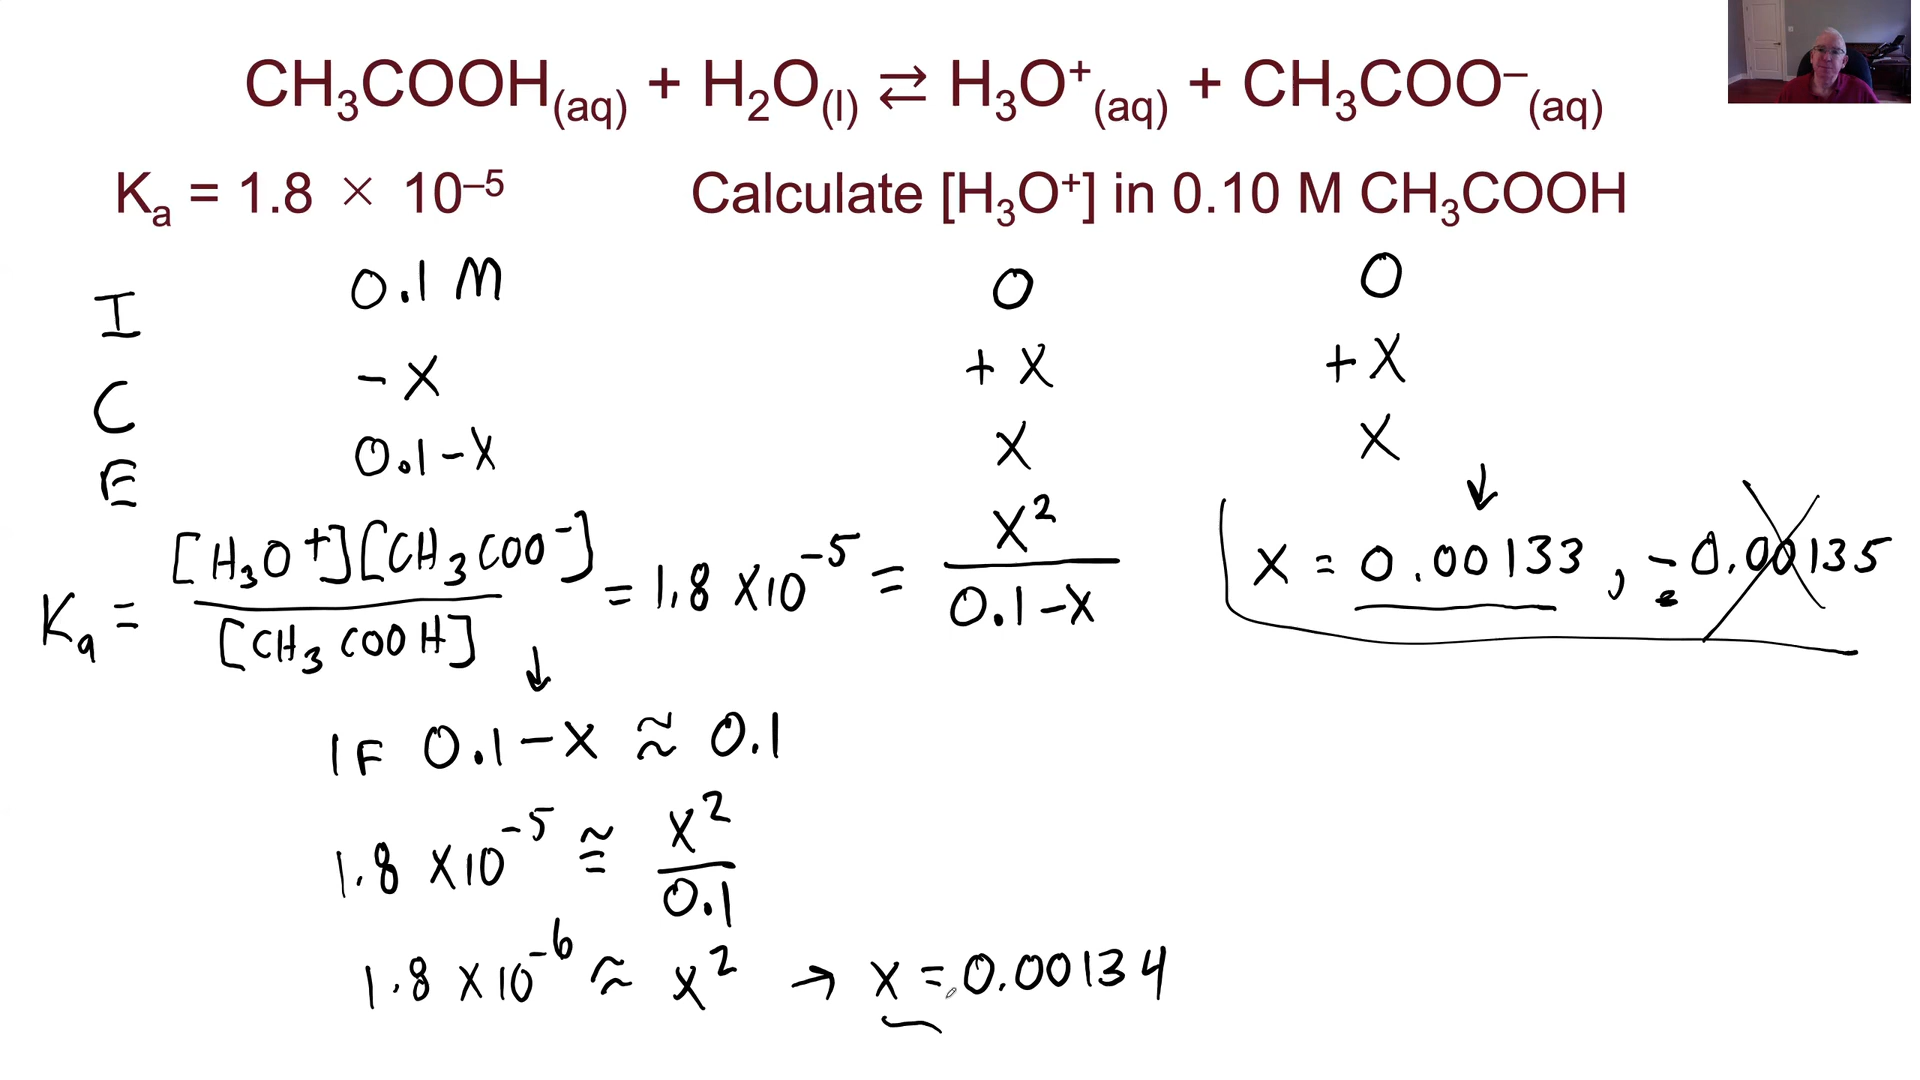 CH₃COOH(aq) + H₂O(l) ⇄ H₃O⁺(aq) + CH₃COO⁻(aq)
Kₐ = 1.8 × 10⁻⁵ Calculate [H₃O⁺] in 0.10 M CH₃COOH
I 0.1 M 0 0
C -X +X +X
E 0.1-X X X
Kₐ = [H₃O⁺][CH₃COO⁻] / [CH₃COOH] = 1.8 X10⁻⁵ = X² / 0.1-X
X = 0.00133, -0.00135
IF 0.1-X ≈ 0.1
1.8 X10⁻⁵ ≅ X² / 0.1
1.8 X10⁻⁶ ≈ X² → X = 0.00134